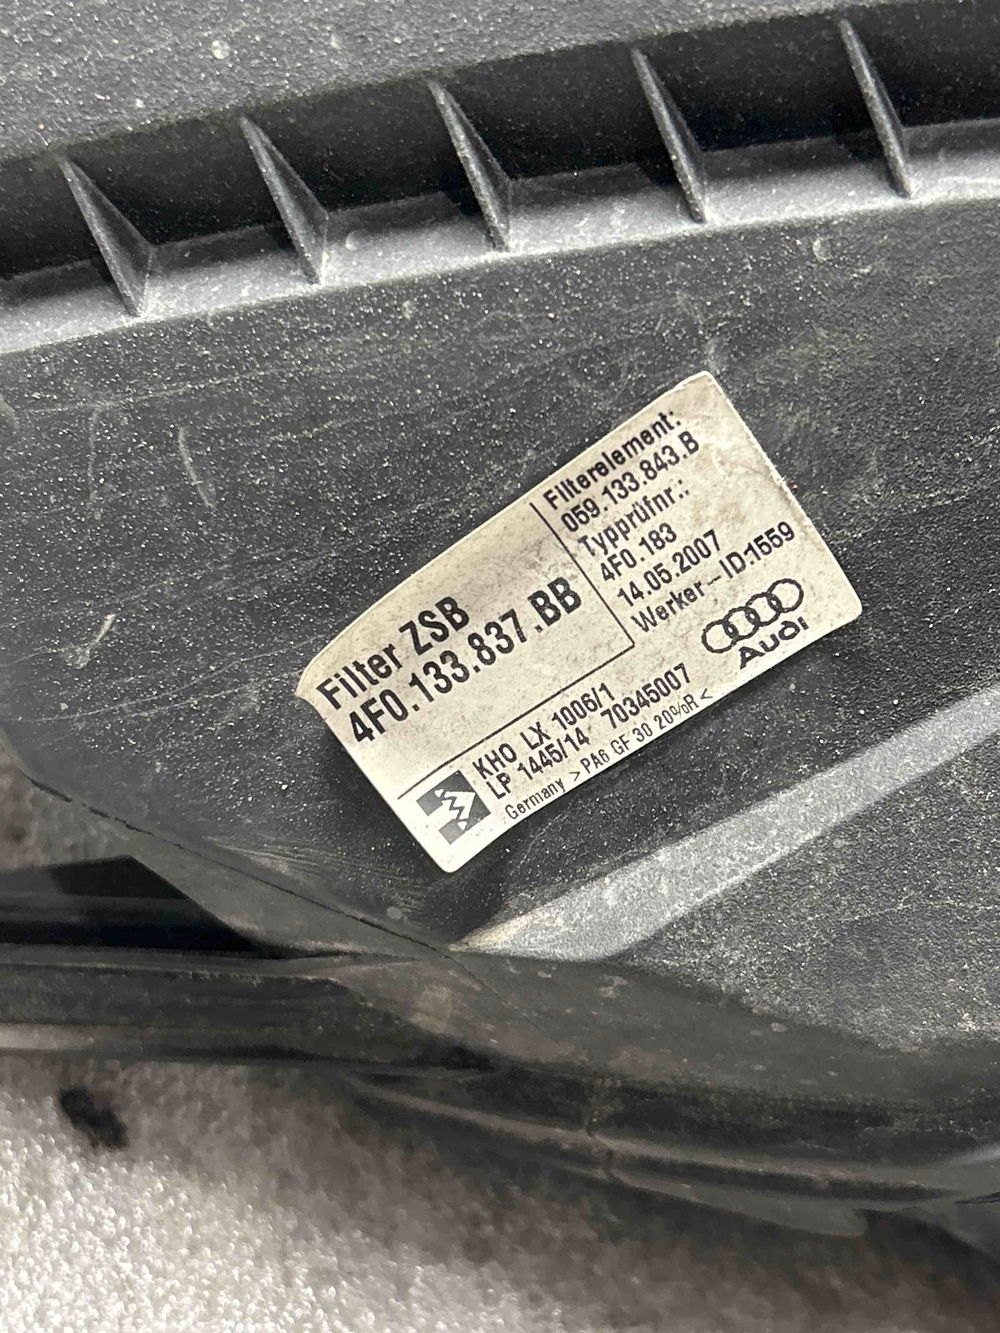 Filter ZSB
4F0.133.837.BB
Filterelement:
059.133.843.B
Typprüfnr.:
4F0.183
14.05.2007
Werker-ID:1559
Audi
KHO LX 1006/1
LP 1445/14 70345007
Germany >PA6 GF 30 20%R<